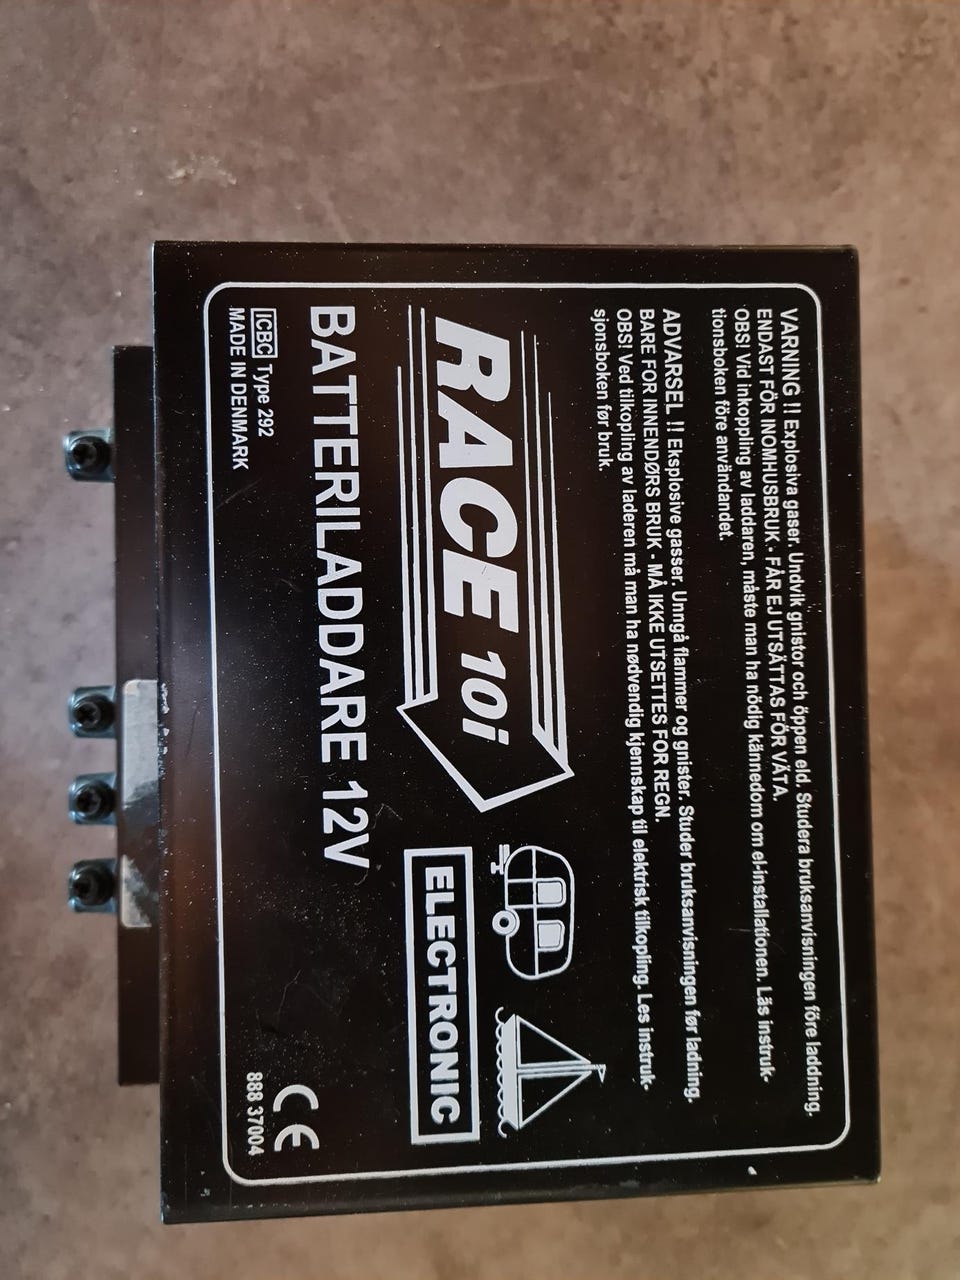 VARNING !! Explosiva gaser. Undvik gnistor och öppen eld. Studera bruksanvisningen före laddning.
ENDAST FÖR INOMHUSBRUK - FÅR EJ UTSÄTTAS FÖR VÄTA.
OBS! Vid inkoppling av laddaren, måste man ha nödig kännedom om el-installationen. Läs instruk-
tionsboken före användandet.
ADVARSEL !! Eksplosive gasser. Unngå flammer og gnister. Studer bruksanvisningen før ladning.
BARE FOR INNENDØRS BRUK - MÅ IKKE UTSETTES FOR REGN.
OBS! Ved tilkopling av laderen må man ha nødvendig kjennskap til elektrisk tilkopling. Les instruk-
sjonsboken før bruk.
RACE 10i
ELECTRONIC
BATTERILADDARE 12V
ICBC Type 292
MADE IN DENMARK
CE
888 37004